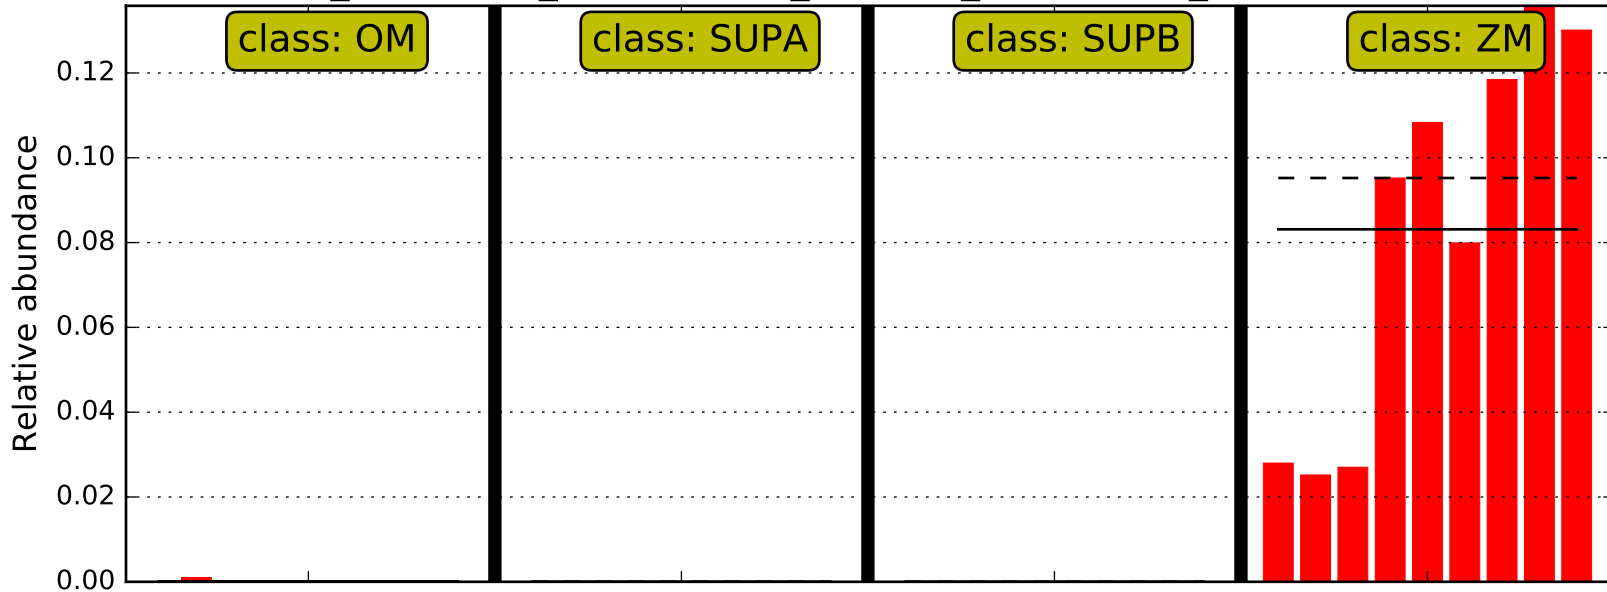 class: OM
class: SUPA
class: SUPB
class: ZM
Relative abundance
0.12
0.10
0.08
0.06
0.04
0.02
0.00